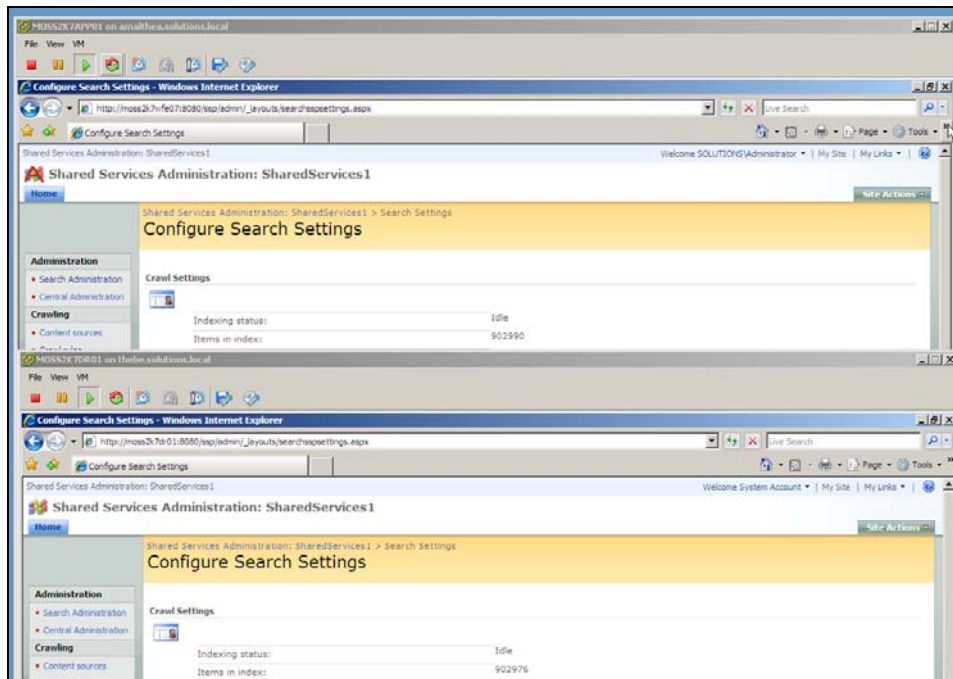 MOSS2K7APP01 on amalthea.solutions.local
File View VM
Configure Search Settings - Windows Internet Explorer
http://moss2k7wfe07:8080/ssp/admin/_layouts/searchsspsettings.aspx
Live Search
Configure Search Settings
Page Tools
Shared Services Administration: SharedServices1
Welcome SOLUTIONS\Administrator | My Site | My Links |
Shared Services Administration: SharedServices1
Home
Site Actions
Shared Services Administration: SharedServices1 > Search Settings
Configure Search Settings
Administration
Search Administration
Central Administration
Crawl Settings
Crawling
Content sources
Indexing status: Idle
Items in index: 902990
MOSS2K7DR01 on thebe.solutions.local
File View VM
Configure Search Settings - Windows Internet Explorer
http://moss2k7dr01:8080/ssp/admin/_layouts/searchsspsettings.aspx
Live Search
Configure Search Settings
Page Tools
Shared Services Administration: SharedServices1
Welcome System Account | My Site | My Links |
Shared Services Administration: SharedServices1
Home
Site Actions
Shared Services Administration: SharedServices1 > Search Settings
Configure Search Settings
Administration
Search Administration
Central Administration
Crawl Settings
Crawling
Content sources
Indexing status: Idle
Items in index: 902976